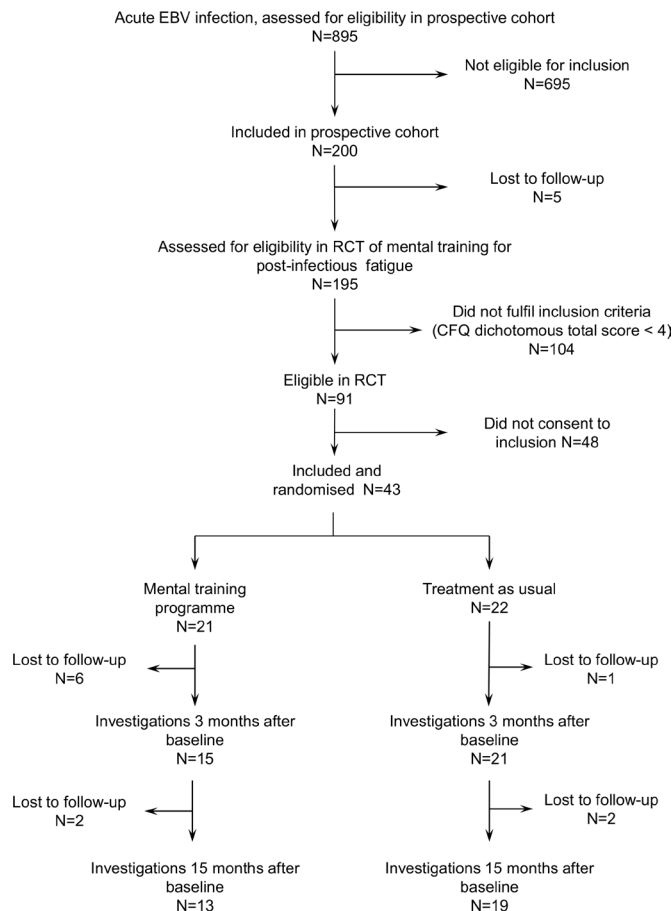 Acute EBV infection, asessed for eligibility in prospective cohort
N=895
Not eligible for inclusion
N=695
Included in prospective cohort
N=200
Lost to follow-up
N=5
Assessed for eligibility in RCT of mental training for
post-infectious fatigue
N=195
Did not fulfil inclusion criteria
(CFQ dichotomous total score < 4)
N=104
Eligible in RCT
N=91
Did not consent to
inclusion N=48
Included and
randomised N=43
Mental training
programme
N=21
Treatment as usual
N=22
Lost to follow-up
N=6
Lost to follow-up
N=1
Investigations 3 months after
baseline
N=15
Investigations 3 months after
baseline
N=21
Lost to follow-up
N=2
Lost to follow-up
N=2
Investigations 15 months after
baseline
N=13
Investigations 15 months after
baseline
N=19